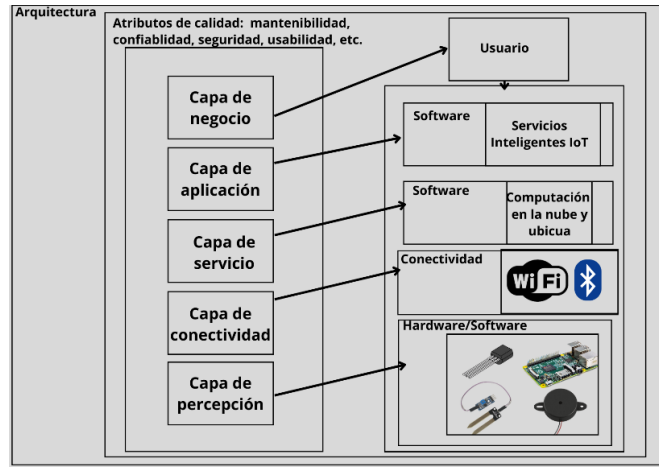 Arquitectura
Atributos de calidad: mantenibilidad,
confiablidad, seguridad, usabilidad, etc.
Usuario
Capa de
negocio
Software
Servicios
Inteligentes IoT
Capa de
aplicación
Software
Computación
en la nube y
ubicua
Capa de
servicio
Conectividad
WiFi
Capa de
conectividad
Hardware/Software
Capa de
percepción